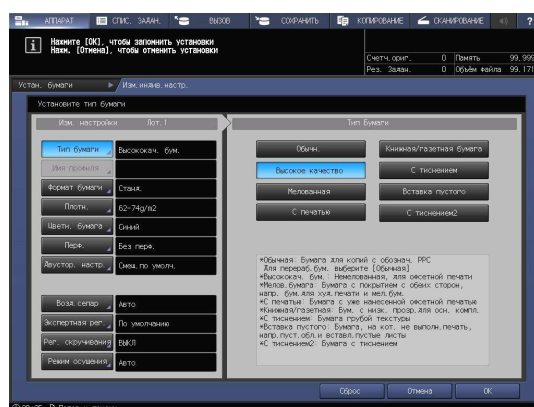 АППАРАТ
СПИС. ЗАДАН.
ВЫЗОВ
СОХРАНИТЬ
КОПИРОВАНИЕ
СКАНИРОВАНИЕ
?
Нажмите [OK], чтобы запомнить установки
Нажм. [Отмена], чтобы отменить установки
Счетч.ориг. 0 Память 99.999
Рез. Задан. 0 Объём файла 99.171
Устан. бумаги
Изм.индив.настр.
Установите тип бумаги
Изм. настройки Лот.1
Тип бумаги
Тип бумаги Высококач. бум.
Имя профиля
Формат бумаги Станд.
Плотн. 62-74g/m2
Цветн. бумага Синий
Перф. Без перф.
Двустор. настр. Смещ.по умолч.
Возд.сепар Авто
Экспертная рег. По умолчанию
Рег. скручивания ВЫКЛ
Режим осушения Авто
Обычн.
Книжная/газетная бумага
Высокое качество
С тиснением
Мелованная
Вставка пустого
С печатью
С тиснением2
*Обычная: Бумага для копий с обознач. PPC
Для перераб.бум. выберите [Обычная]
*Высококач. бум.: Немелованная, для офсетной печати
*Мелов.бумага: Бумага с покрытием с обеих сторон,
напр. бум.для худ.печати и мел.бум.
*С печатью: Бумага с уже нанесенной офсетной печатью
*Книжная/газетная: Бум. с низк. прозр.для осн. компл.
*С тиснением: Бумага грубой текстуры
*Вставка пустого: Бумага, на кот. не выполн.печать,
напр.пуст.обл.и вставл.пустые листы
*С тиснением2: Бумага с тиснением
Сброс
Отмена
OK